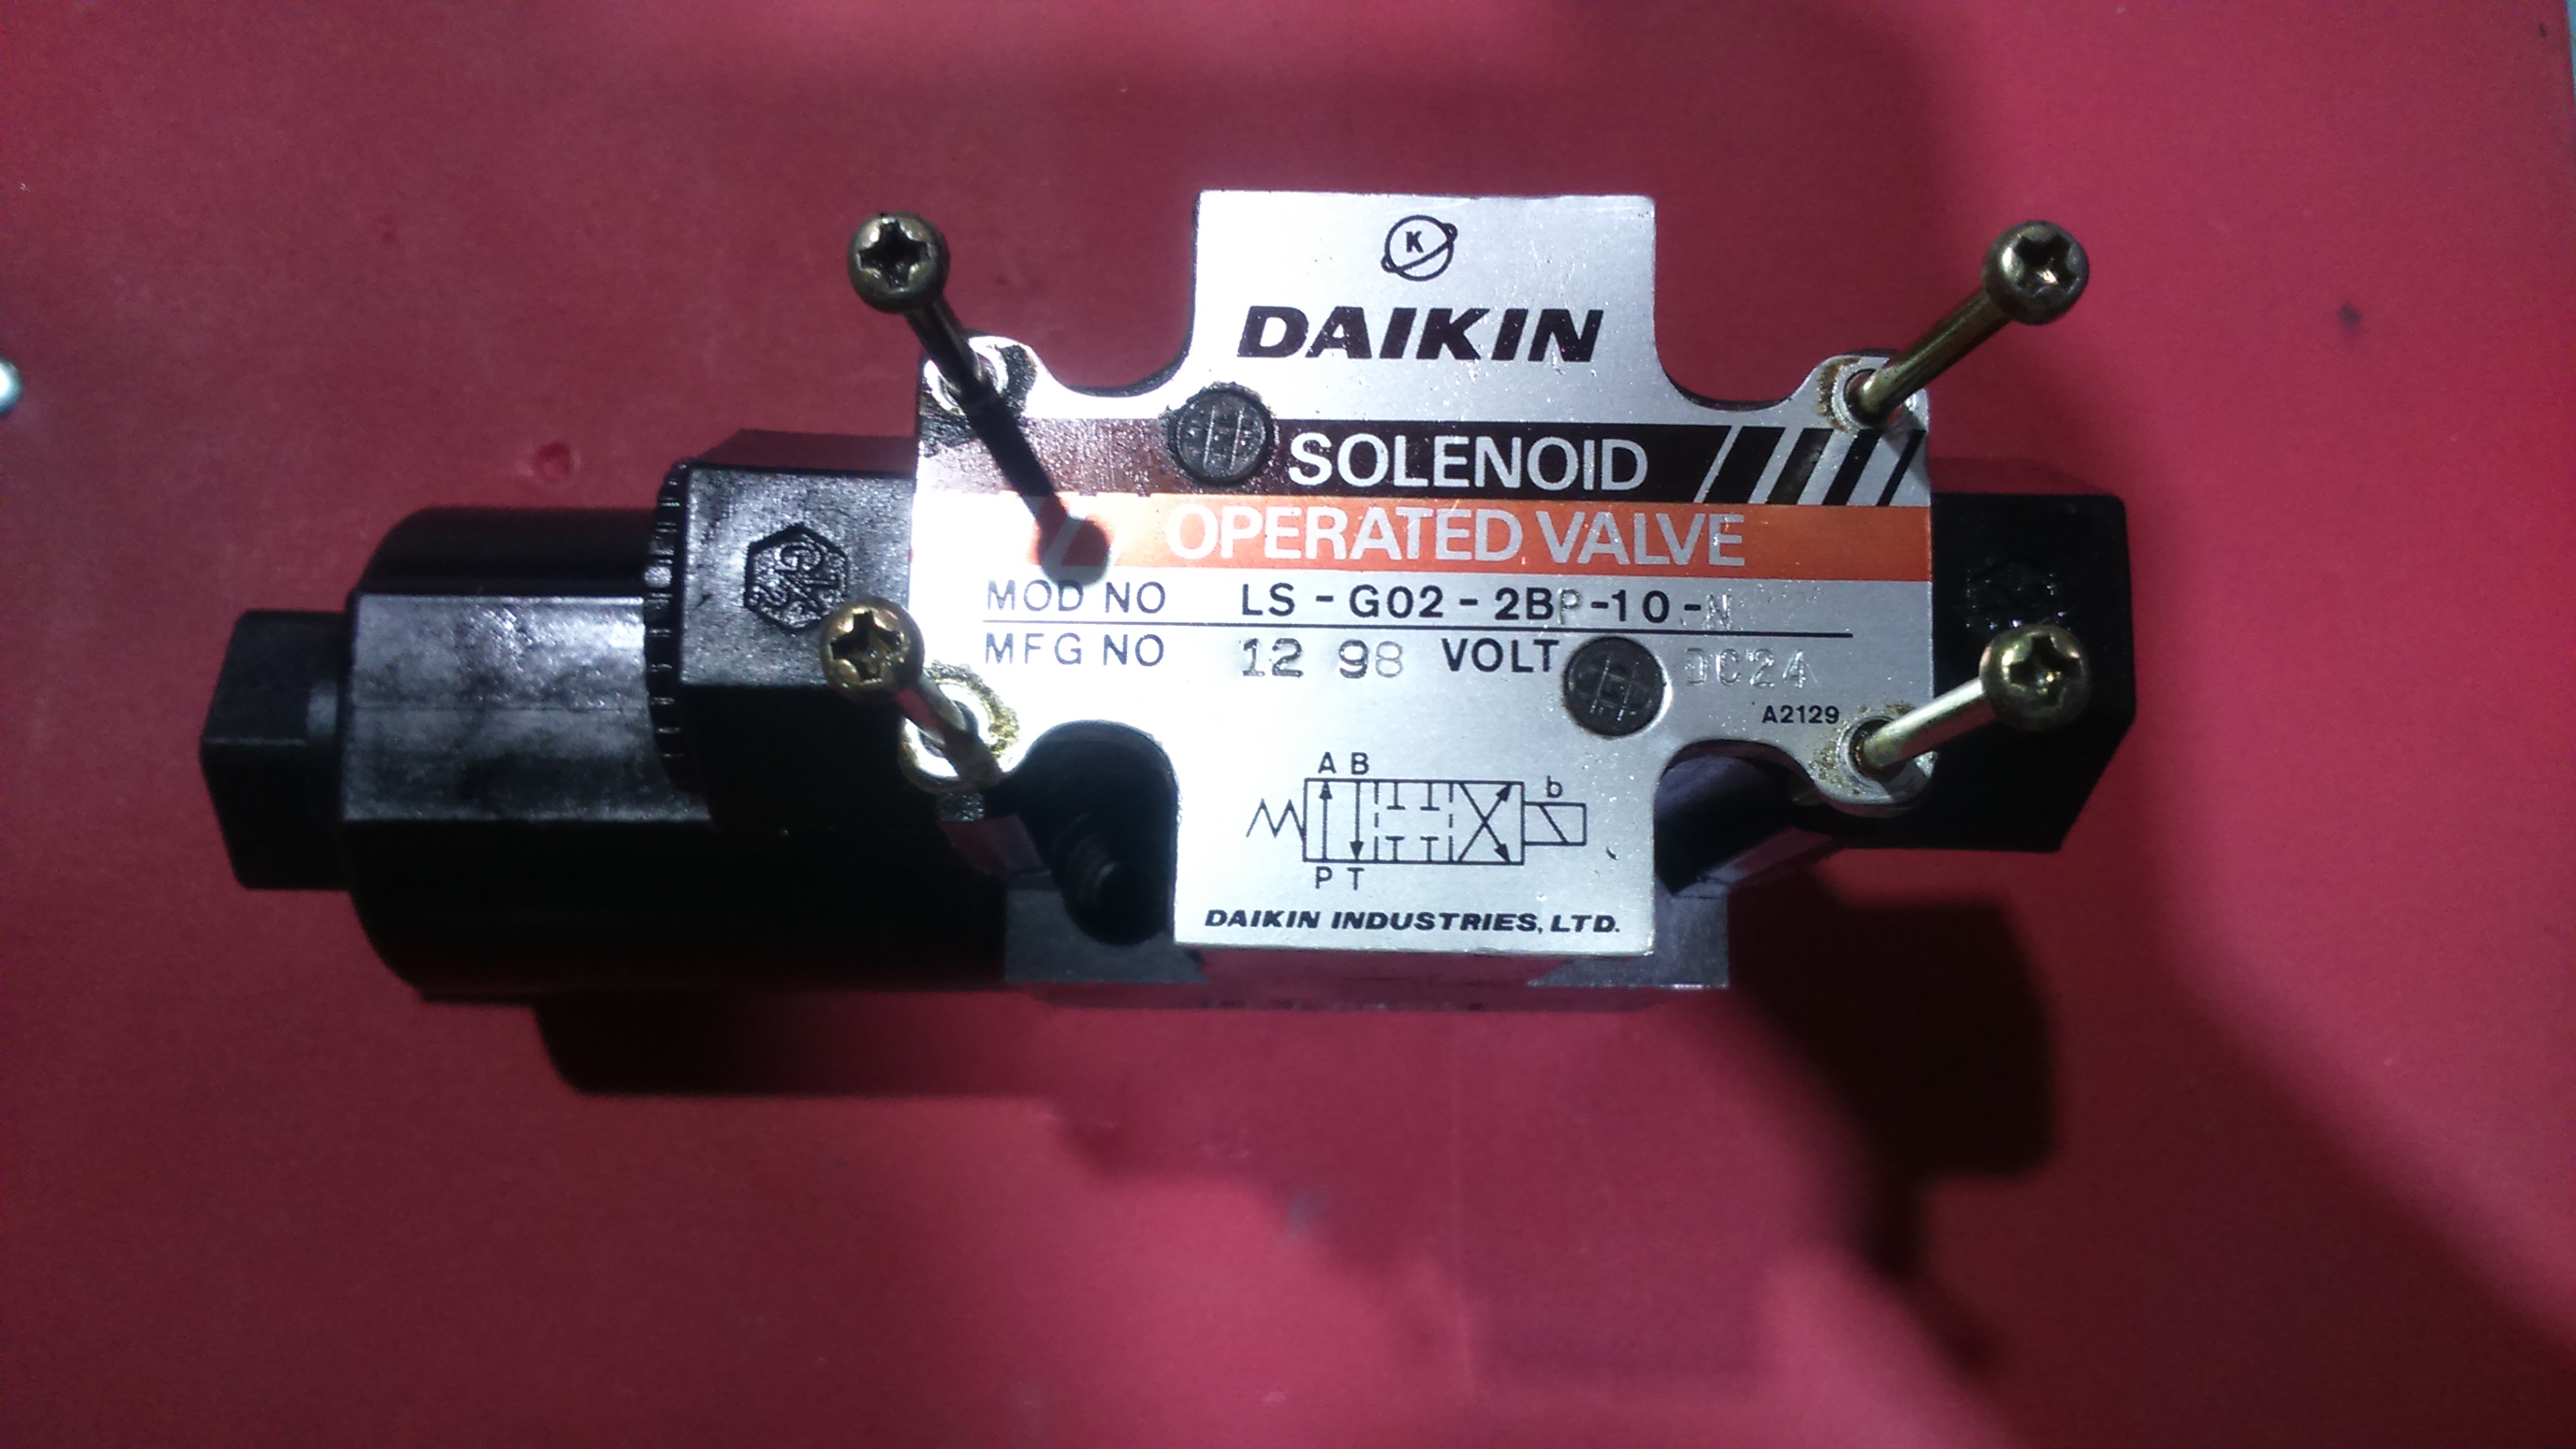 K
DAIKIN
SOLENOID
OPERATED VALVE
MOD NO LS-G02-2BP-10-N
MFG NO 12 98 VOLT DC24
A2129
A B
b
P T
DAIKIN INDUSTRIES, LTD.